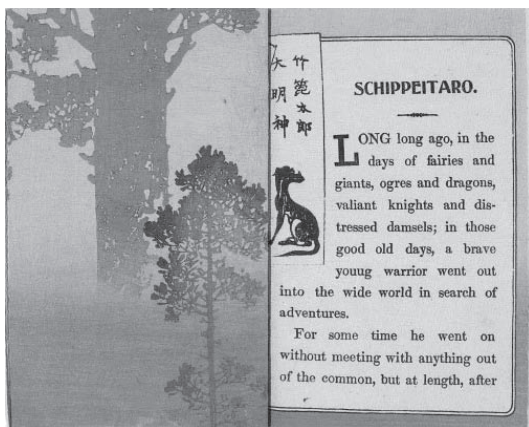 竹箆太郎
大明神
SCHIPPEITARO.
LONG long ago, in the
days of fairies and
giants, ogres and dragons,
valiant knights and dis-
tressed damsels; in those
good old days, a brave
youug warrior went out
into the wide world in search of
adventures.
For some time he went on
without meeting with anything out
of the common, but at length, after